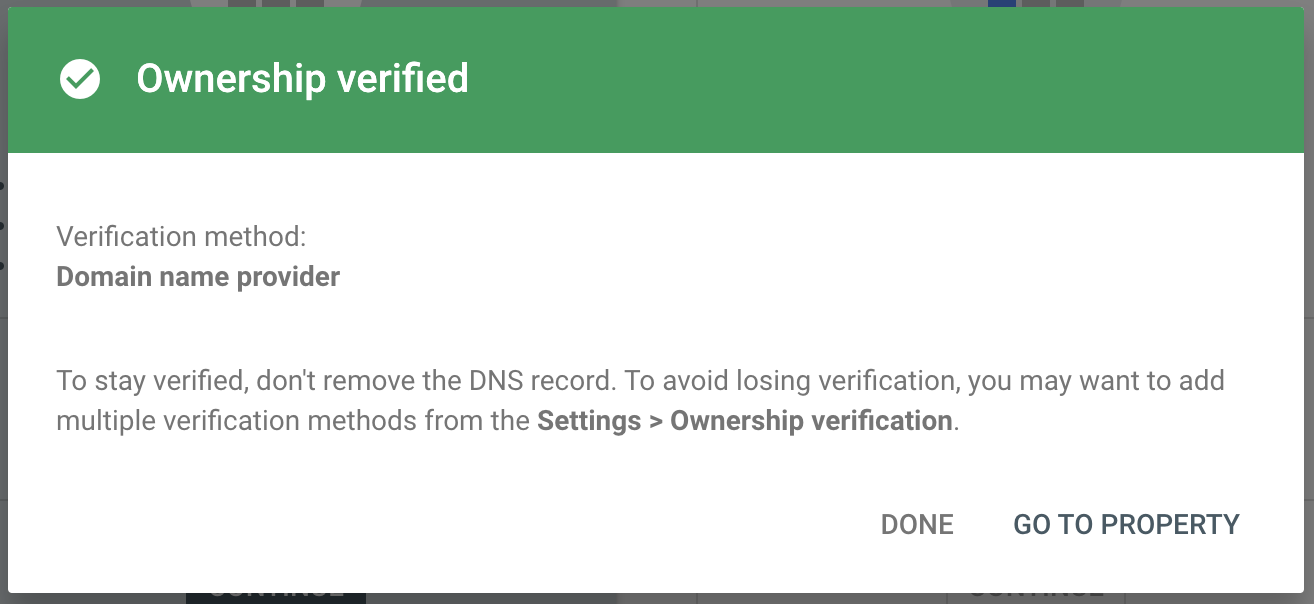 Ownership verified
Verification method:
Domain name provider
To stay verified, don't remove the DNS record. To avoid losing verification, you may want to add
multiple verification methods from the Settings > Ownership verification.
DONE GO TO PROPERTY